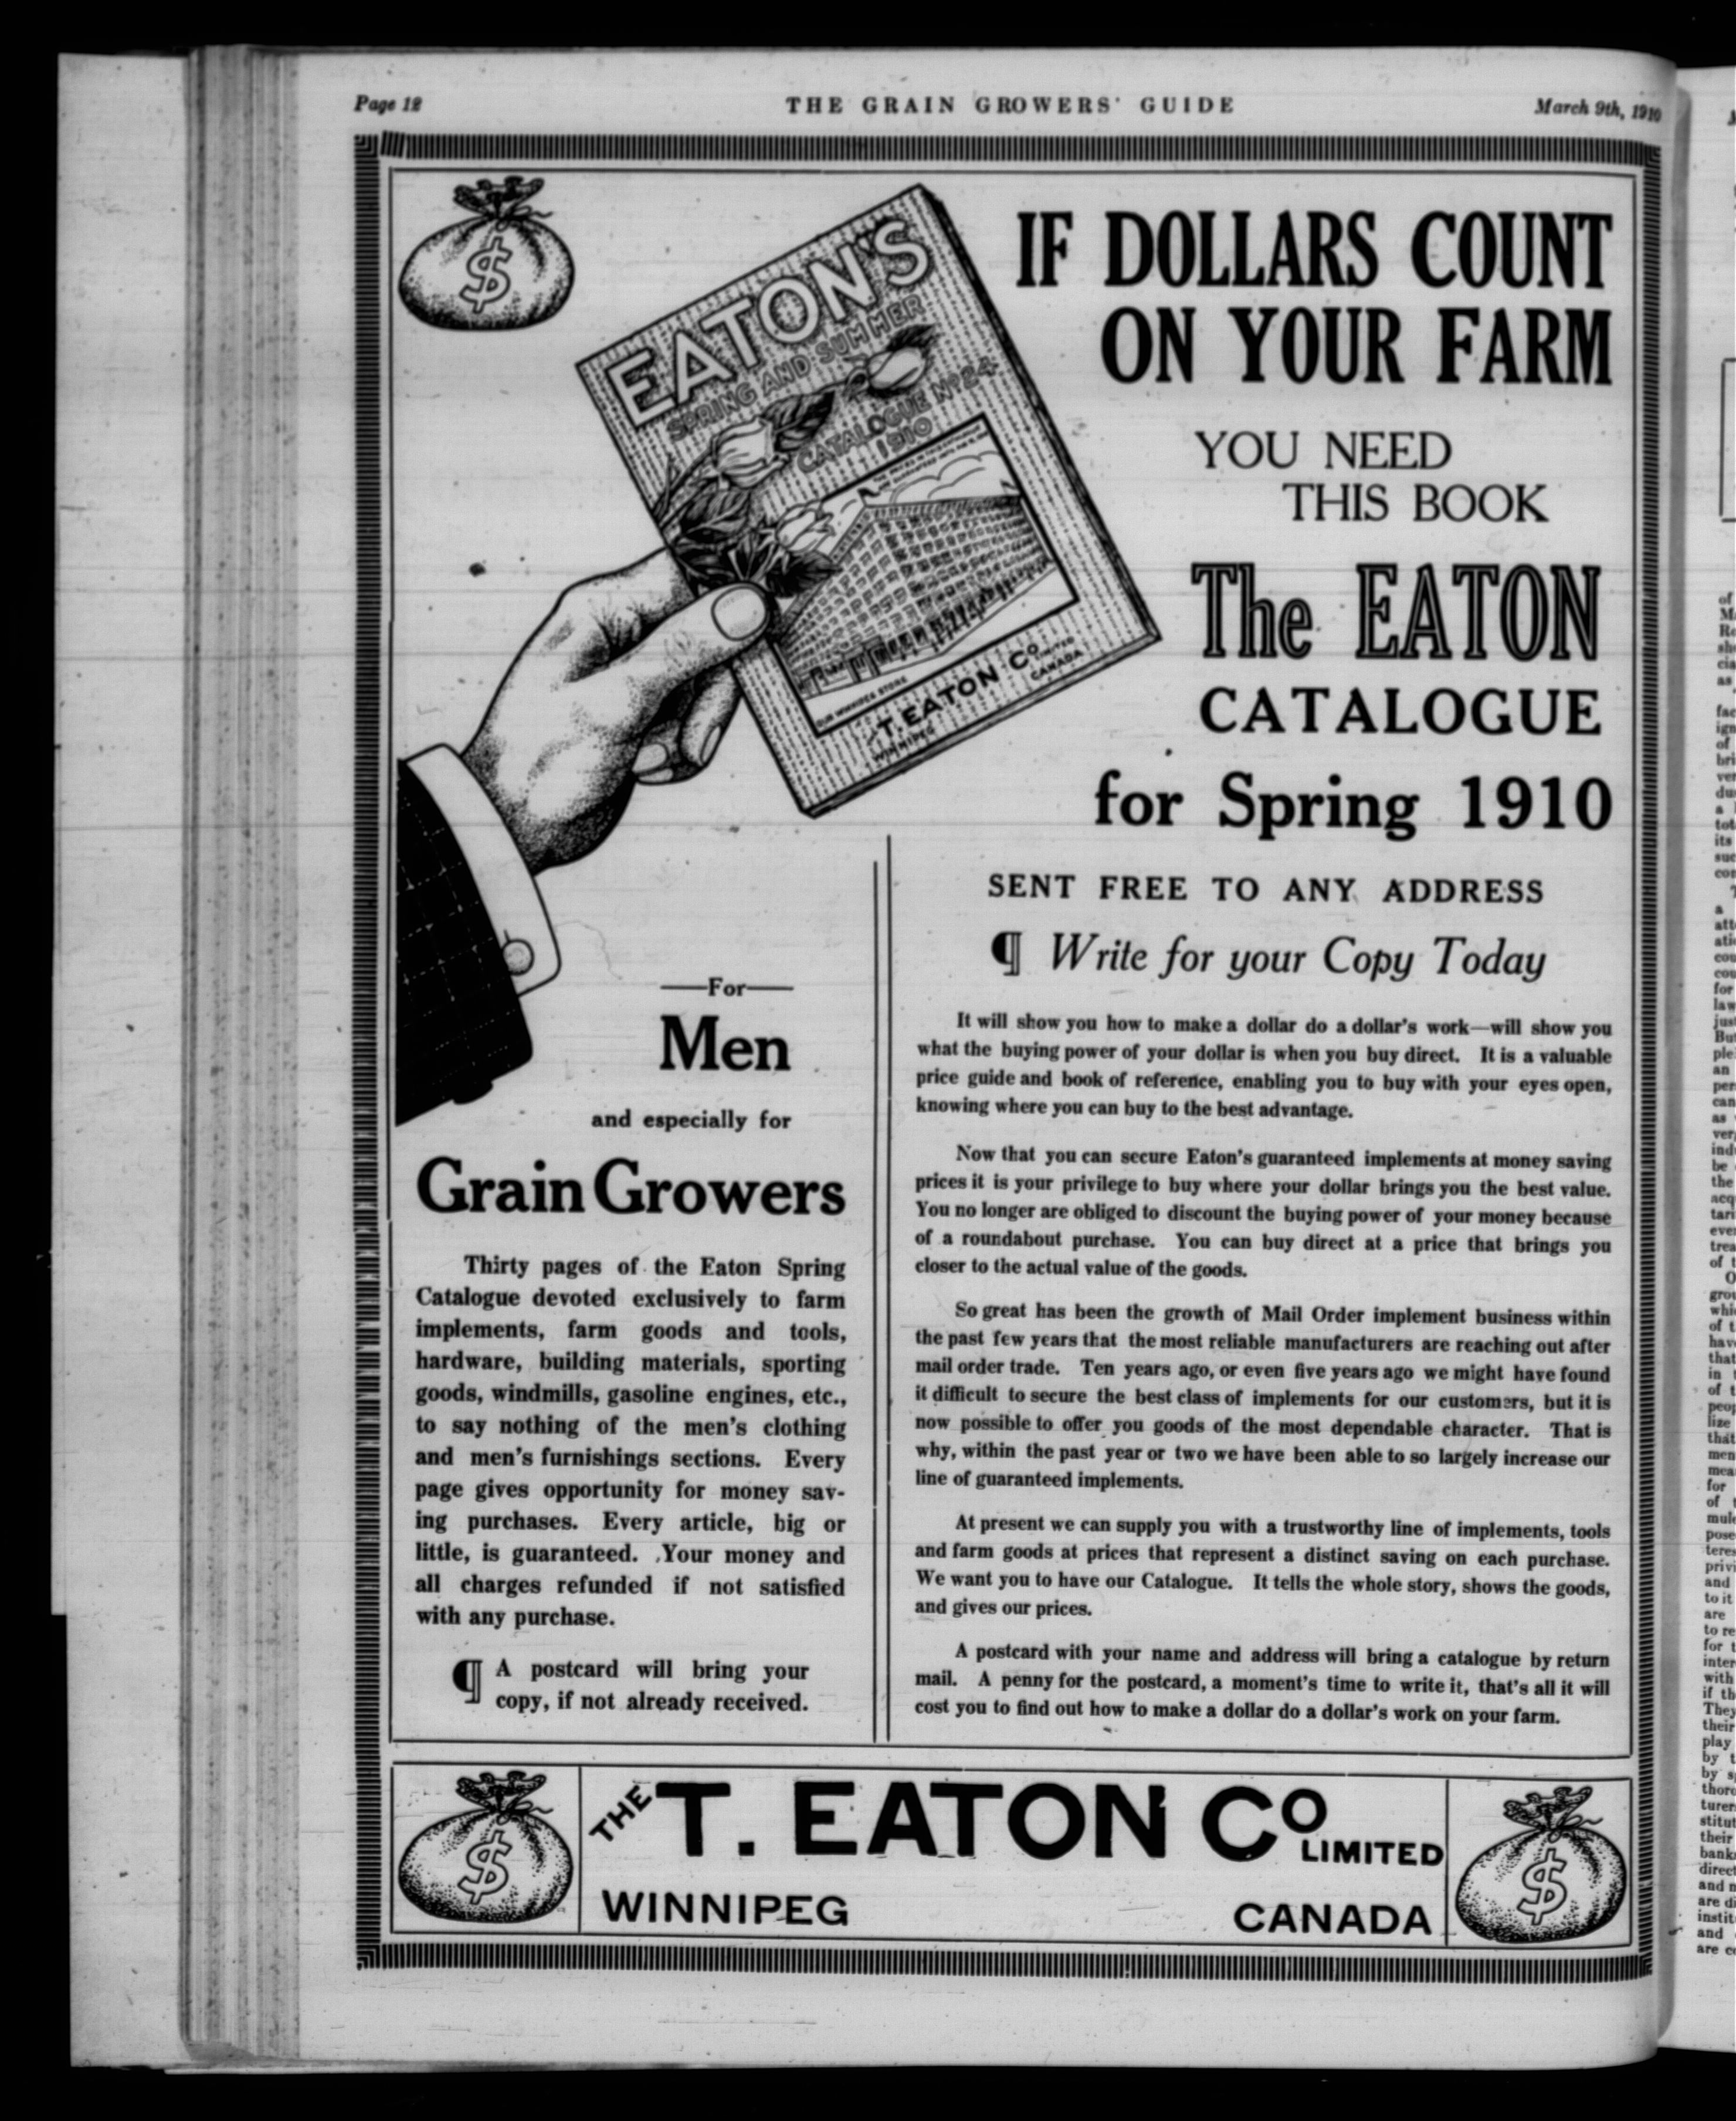 Page 12
THE GRAIN GROWERS' GUIDE
March 9th, 1910
$
EATON'S
SPRING AND SUMMER
CATALOGUE Nº 24
1910
OUR WINNIPEG STORE
T. EATON Co LIMITED
WINNIPEG CANADA
IF DOLLARS COUNT
ON YOUR FARM
YOU NEED
THIS BOOK
The EATON
CATALOGUE
for Spring 1910
SENT FREE TO ANY ADDRESS
¶ Write for your Copy Today
—For—
Men
and especially for
Grain Growers
Thirty pages of the Eaton Spring
Catalogue devoted exclusively to farm
implements, farm goods and tools,
hardware, building materials, sporting
goods, windmills, gasoline engines, etc.,
to say nothing of the men's clothing
and men's furnishings sections. Every
page gives opportunity for money sav-
ing purchases. Every article, big or
little, is guaranteed. Your money and
all charges refunded if not satisfied
with any purchase.
¶ A postcard will bring your
copy, if not already received.
It will show you how to make a dollar do a dollar's work—will show you
what the buying power of your dollar is when you buy direct. It is a valuable
price guide and book of reference, enabling you to buy with your eyes open,
knowing where you can buy to the best advantage.
Now that you can secure Eaton's guaranteed implements at money saving
prices it is your privilege to buy where your dollar brings you the best value.
You no longer are obliged to discount the buying power of your money because
of a roundabout purchase. You can buy direct at a price that brings you
closer to the actual value of the goods.
So great has been the growth of Mail Order implement business within
the past few years that the most reliable manufacturers are reaching out after
mail order trade. Ten years ago, or even five years ago we might have found
it difficult to secure the best class of implements for our customers, but it is
now possible to offer you goods of the most dependable character. That is
why, within the past year or two we have been able to so largely increase our
line of guaranteed implements.
At present we can supply you with a trustworthy line of implements, tools
and farm goods at prices that represent a distinct saving on each purchase.
We want you to have our Catalogue. It tells the whole story, shows the goods,
and gives our prices.
A postcard with your name and address will bring a catalogue by return
mail. A penny for the postcard, a moment's time to write it, that's all it will
cost you to find out how to make a dollar do a dollar's work on your farm.
$
THE T. EATON Co LIMITED
WINNIPEG CANADA
$